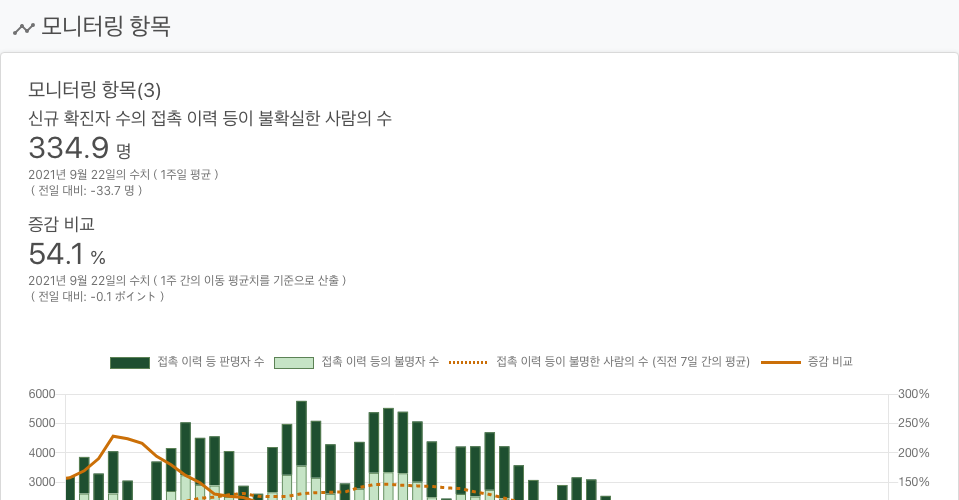 모니터링 항목
모니터링 항목(3)
신규 확진자 수의 접촉 이력 등이 불확실한 사람의 수
334.9 명
2021년 9월 22일의 수치 ( 1주일 평균 )
( 전일 대비: -33.7 명 )
증감 비교
54.1 %
2021년 9월 22일의 수치 ( 1주 간의 이동 평균치를 기준으로 산출 )
( 전일 대비: -0.1 ポイント )
접촉 이력 등 판명자 수 접촉 이력 등의 불명자 수 접촉 이력 등이 불명한 사람의 수 (직전 7일 간의 평균) 증감 비교
6000 300%
5000 250%
4000 200%
3000 150%